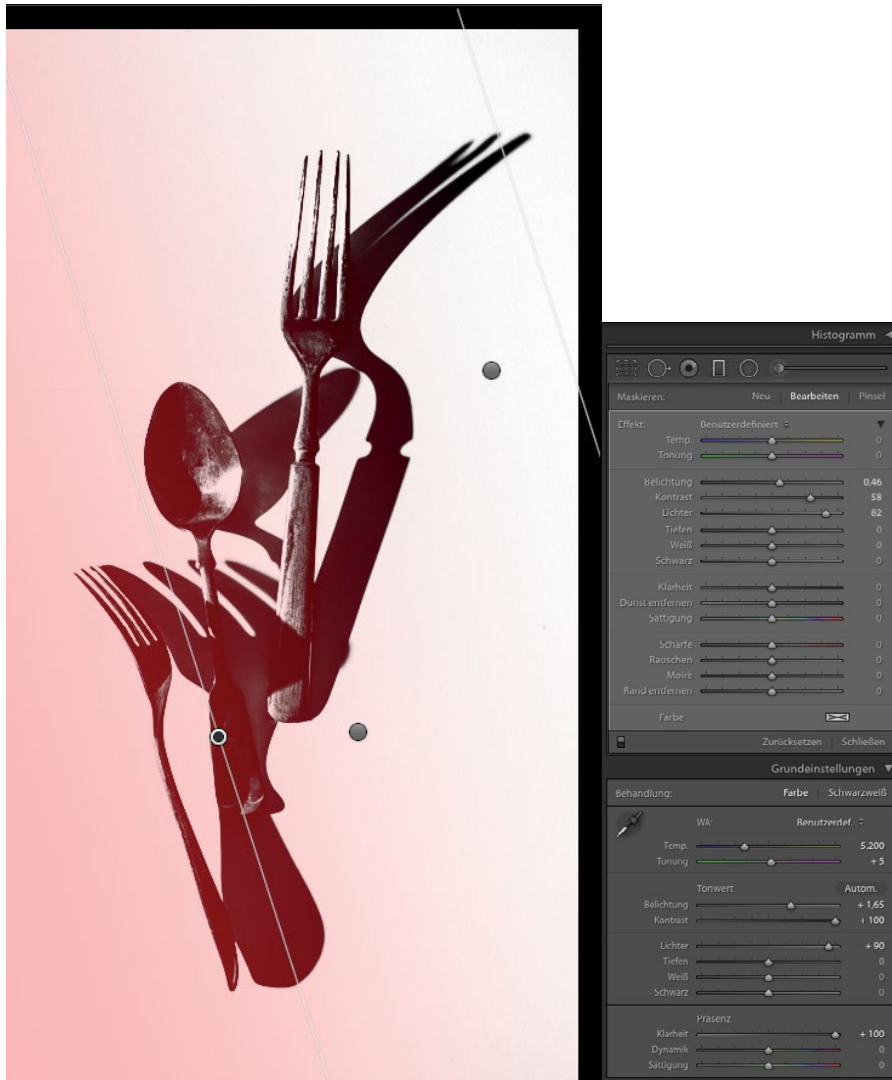 Histogramm
Maskieren: Neu Bearbeiten Pinsel
Effekt: Benutzerdefiniert
Temp. 0
Tonung 0
Belichtung 0,46
Kontrast 58
Lichter 82
Tiefen 0
Weiß 0
Schwarz 0
Klarheit 0
Dunst entfernen 0
Sättigung 0
Schärfe 0
Rauschen 0
Moiré 0
Rand entfernen 0
Farbe
Zurücksetzen Schließen
Grundeinstellungen
Behandlung: Farbe Schwarzweiß
WA: Benutzerdef.
Temp. 5.200
Tonung + 5
Tonwert Autom.
Belichtung + 1,65
Kontrast + 100
Lichter + 90
Tiefen 0
Weiß 0
Schwarz 0
Präsenz
Klarheit + 100
Dynamik 0
Sättigung 0